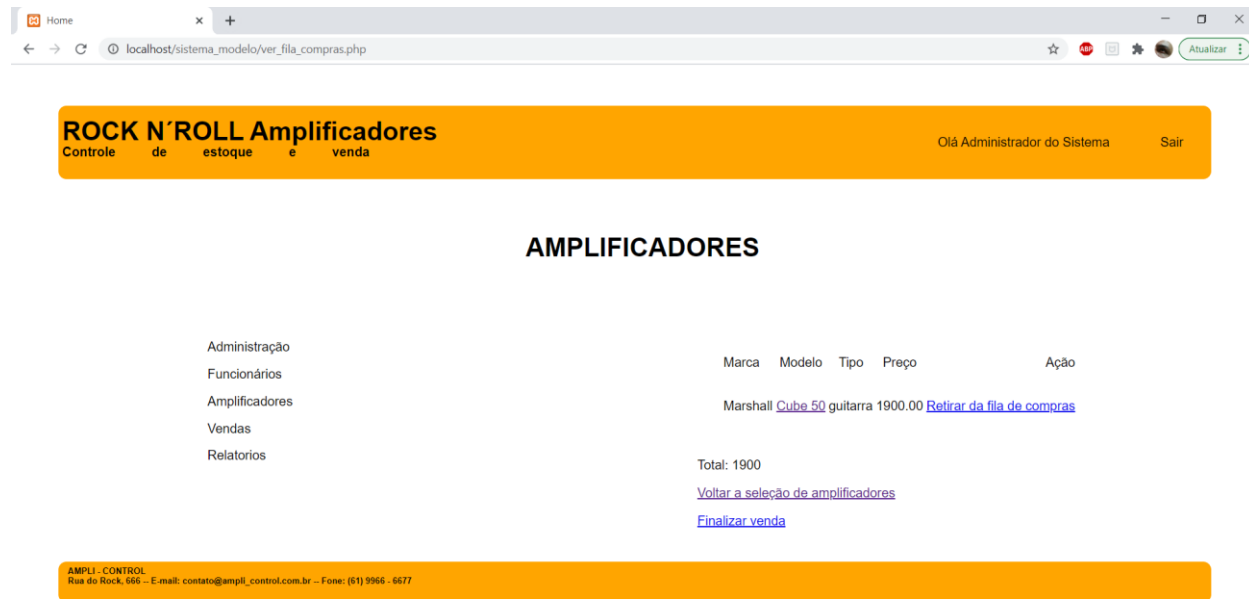 Home
localhost/sistema_modelo/ver_fila_compras.php
ABP
Atualizar
ROCK N´ROLL Amplificadores
Controle de estoque e venda
Olá Administrador do Sistema
Sair
AMPLIFICADORES
Administração
Funcionários
Amplificadores
Vendas
Relatorios
Marca Modelo Tipo Preço Ação
Marshall Cube 50 guitarra 1900.00 Retirar da fila de compras
Total: 1900
Voltar a seleção de amplificadores
Finalizar venda
AMPLI - CONTROL
Rua do Rock, 666 -- E-mail: contato@ampli_control.com.br -- Fone: (61) 9966 - 6677